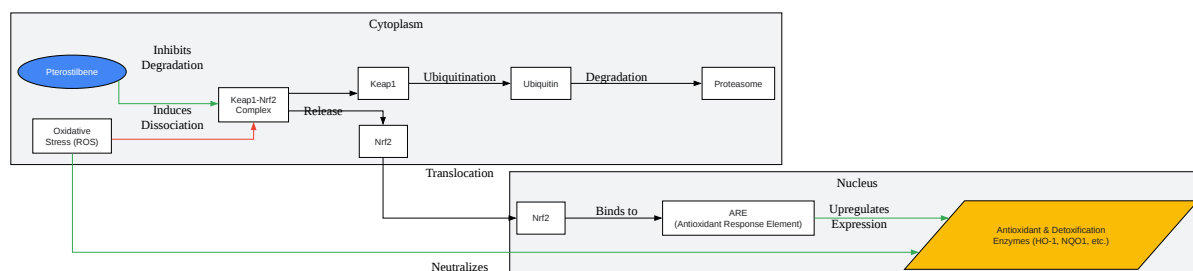 Cytoplasm
Inhibits
Degradation
Pterostilbene
Keap1
Ubiquitination
Ubiquitin
Degradation
Proteasome
Keap1-Nrf2
Complex
Induces
Dissociation
Release
Oxidative
Stress (ROS)
Nrf2
Translocation
Nucleus
Nrf2
Binds to
ARE
(Antioxidant Response Element)
Upregulates
Expression
Antioxidant & Detoxification
Enzymes (HO-1, NQO1, etc.)
Neutralizes